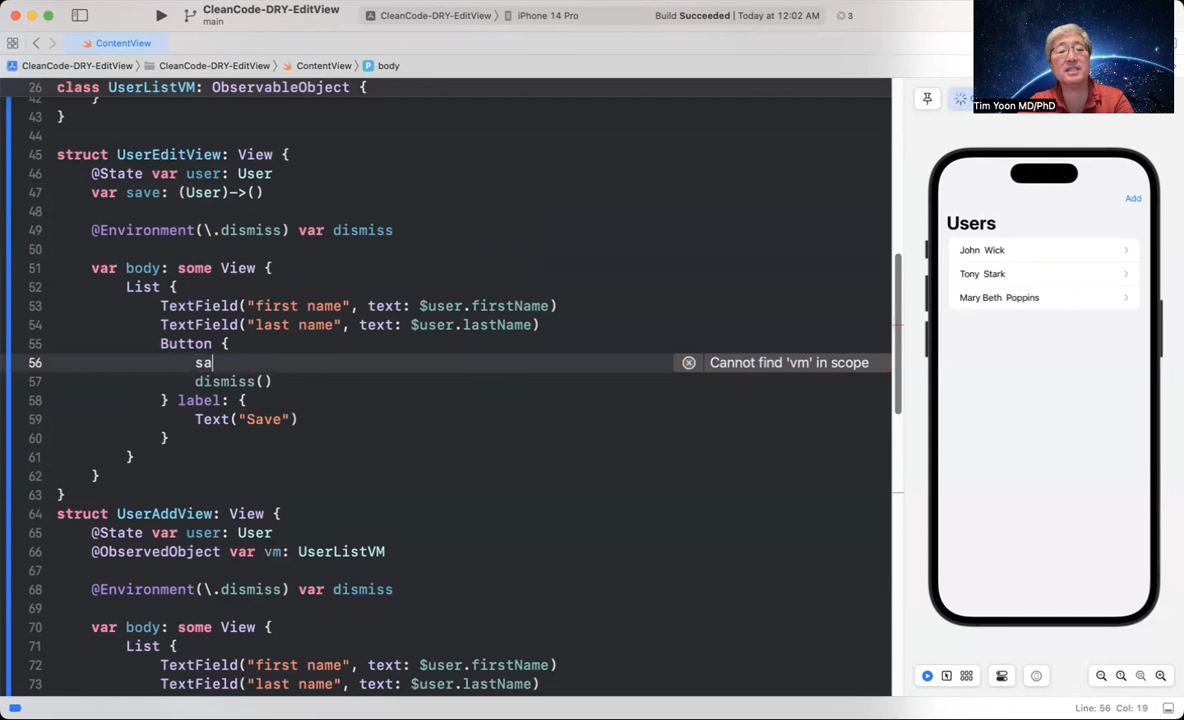 CleanCode-DRY-EditView
main
CleanCode-DRY-EditView
iPhone 14 Pro
Build Succeeded | Today at 12:02 AM
3
ContentView
CleanCode-DRY-EditView
CleanCode-DRY-EditView
ContentView
body
26 class UserListVM: ObservableObject {
42 }
43 }
44
45 struct UserEditView: View {
46 @State var user: User
47 var save: (User)->()
48
49 @Environment(\.dismiss) var dismiss
50
51 var body: some View {
52 List {
53 TextField("first name", text: $user.firstName)
54 TextField("last name", text: $user.lastName)
55 Button {
56 sa
Cannot find 'vm' in scope
57 dismiss()
58 } label: {
59 Text("Save")
60 }
61 }
62 }
63 }
64 struct UserAddView: View {
65 @State var user: User
66 @ObservedObject var vm: UserListVM
67
68 @Environment(\.dismiss) var dismiss
69
70 var body: some View {
71 List {
72 TextField("first name", text: $user.firstName)
73 TextField("last name", text: $user.lastName)
Tim Yoon MD/PhD
Add
Users
John Wick
Tony Stark
Mary Beth Poppins
Line: 56 Col: 19